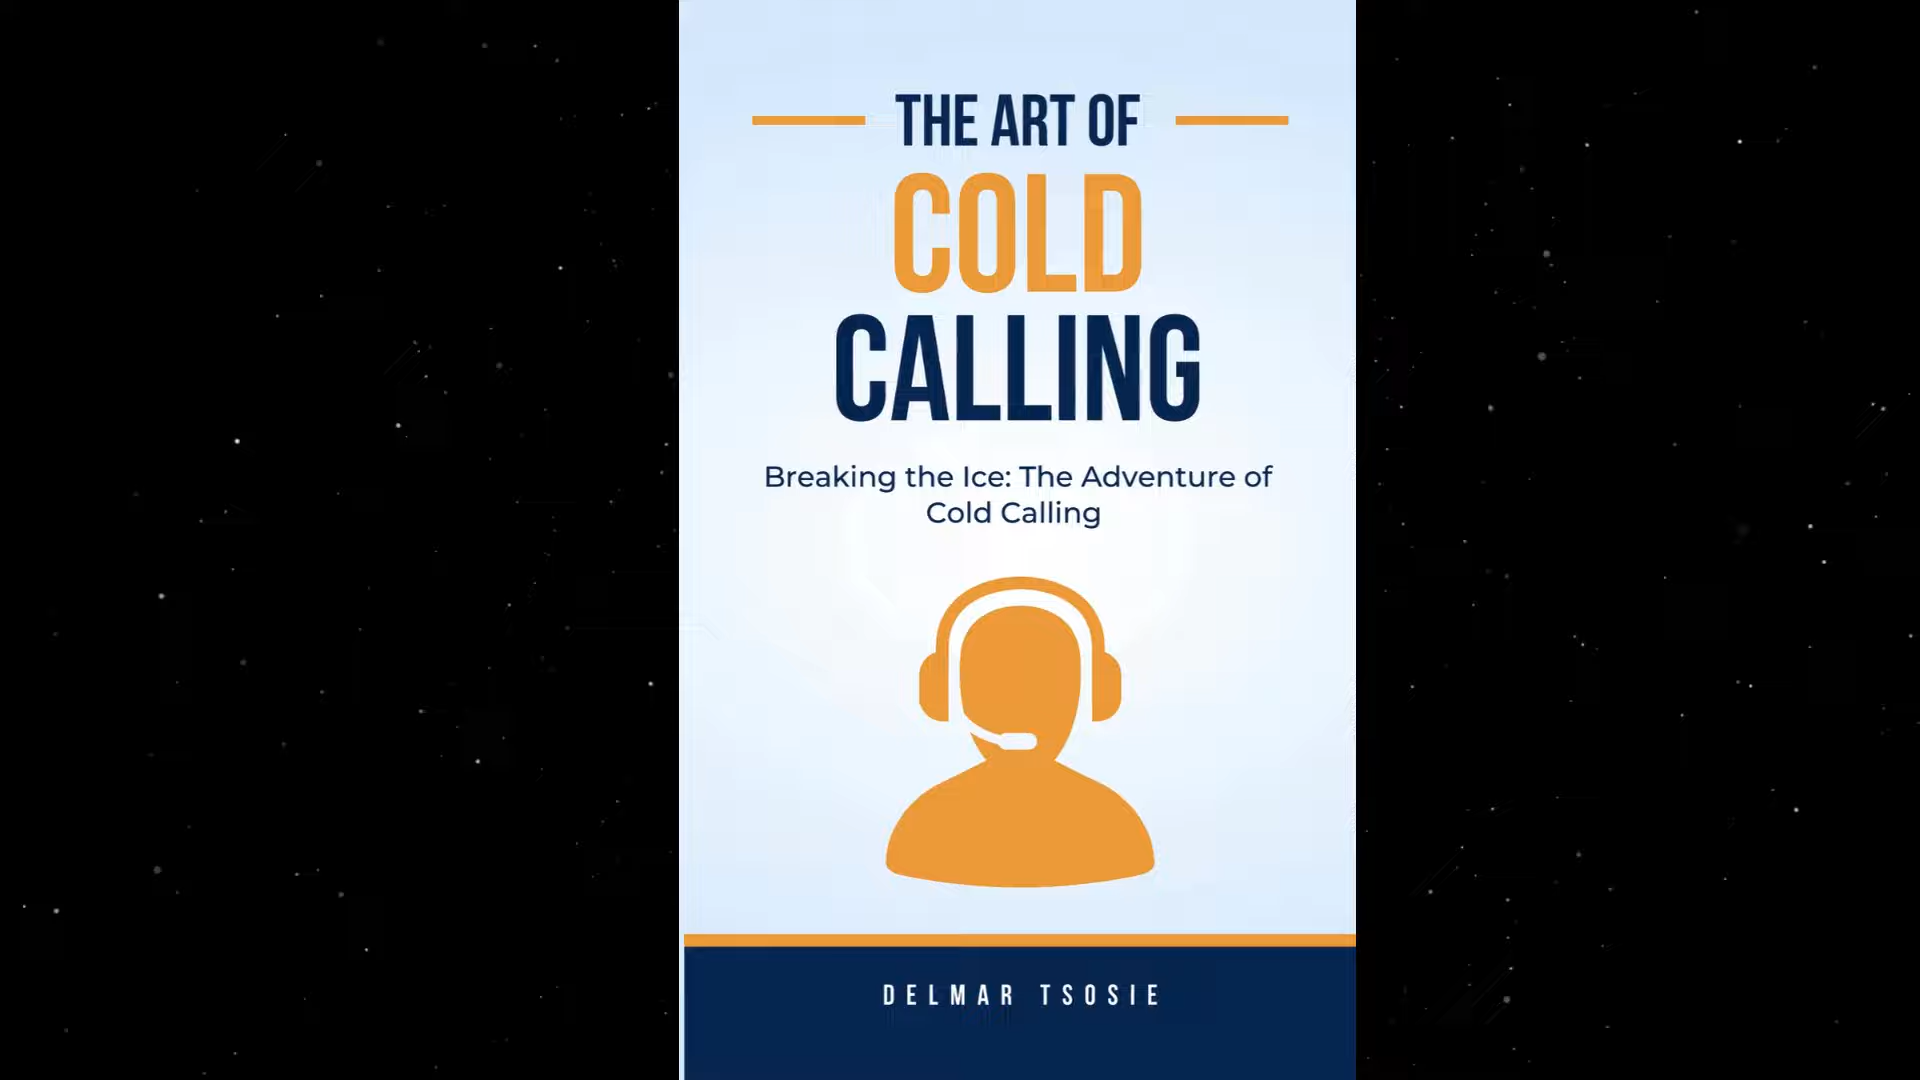 THE ART OF
COLD
CALLING
Breaking the Ice: The Adventure of
Cold Calling
DELMAR TSOSIE